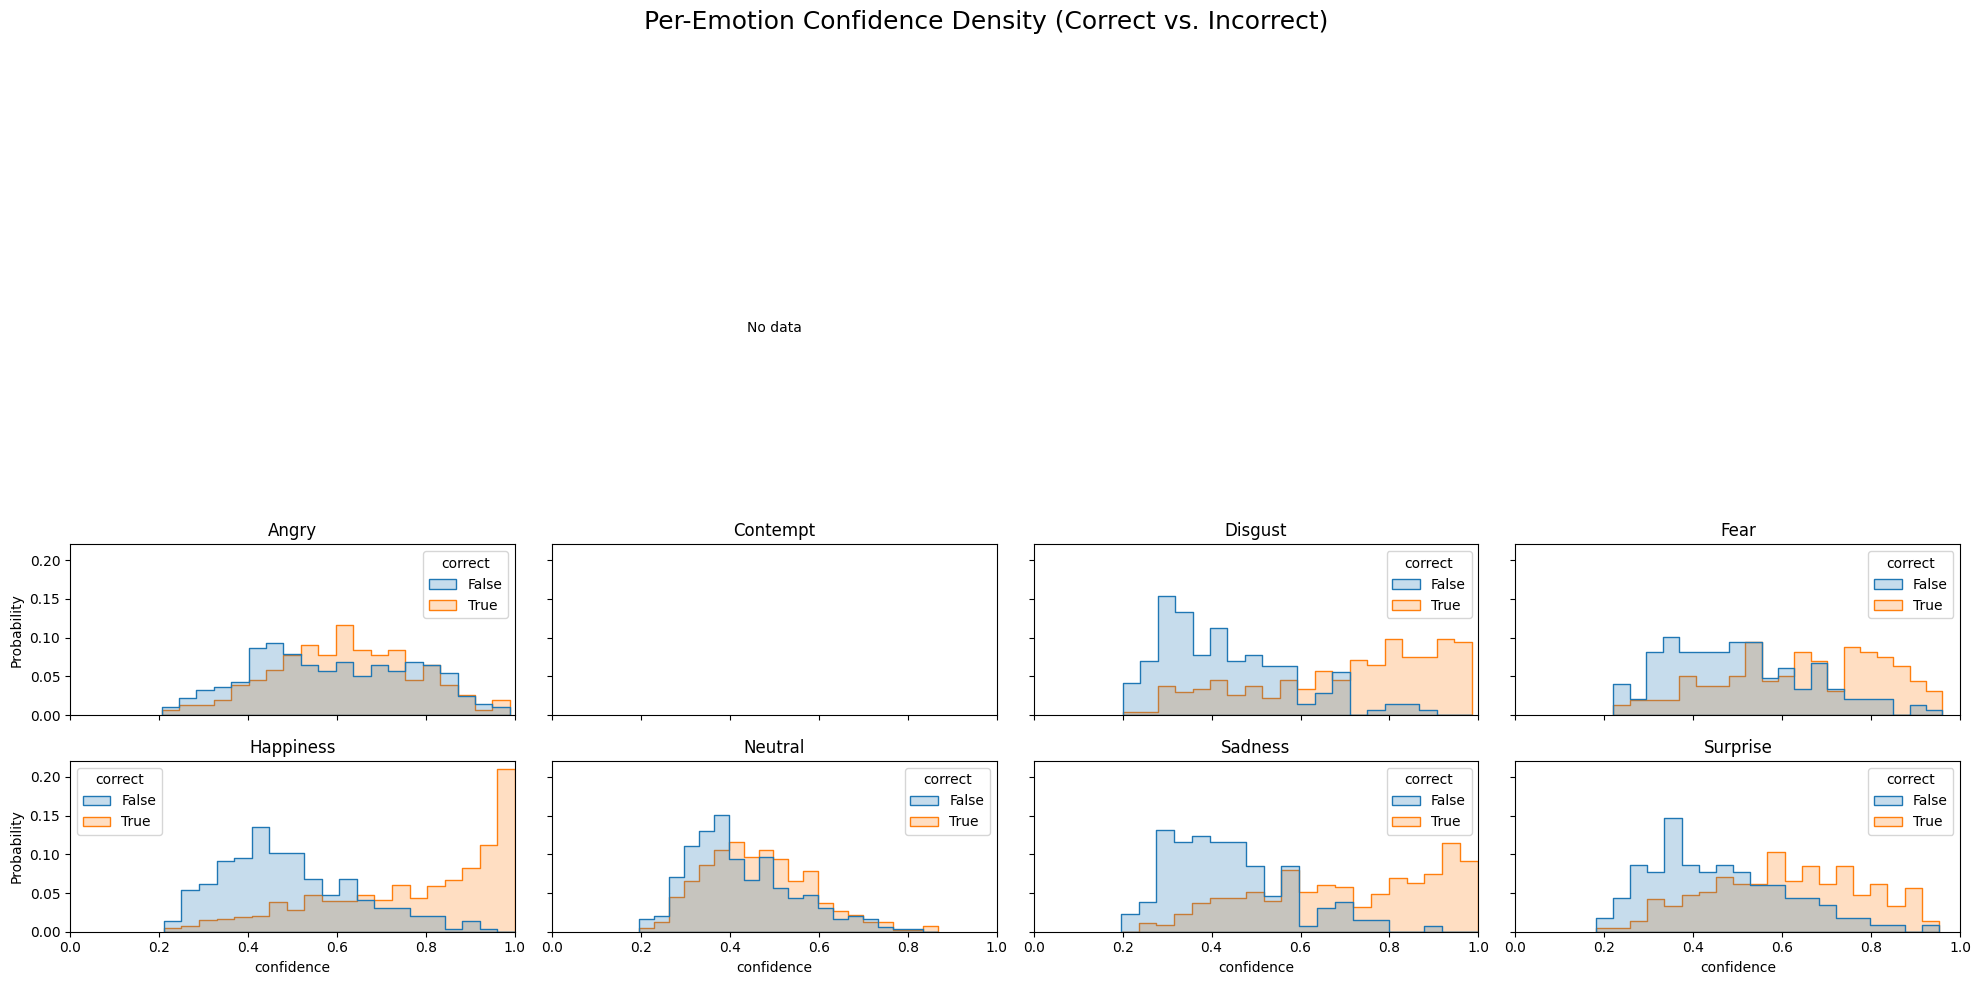 Per-Emotion Confidence Density (Correct vs. Incorrect)
No data
Angry
Contempt
Disgust
Fear
0.20
0.15
0.10
0.05
0.00
Probability
correct
False
True
correct
False
True
correct
False
True
Happiness
Neutral
Sadness
Surprise
0.20
0.15
0.10
0.05
0.00
Probability
correct
False
True
correct
False
True
correct
False
True
correct
False
True
0.0 0.2 0.4 0.6 0.8 1.0
0.2 0.4 0.6 0.8 1.0
0.0 0.2 0.4 0.6 0.8 1.0
0.0 0.2 0.4 0.6 0.8 1.0
confidence
confidence
confidence
confidence